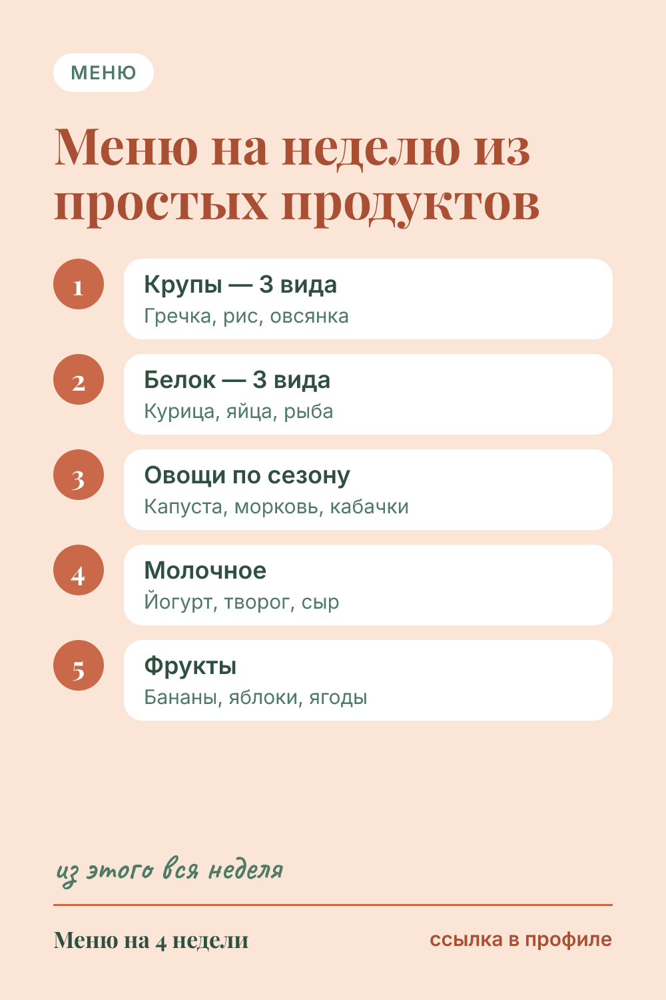 МЕНЮ
Меню на неделю из
простых продуктов
1
Крупы — 3 вида
Гречка, рис, овсянка
2
Белок — 3 вида
Курица, яйца, рыба
3
Овощи по сезону
Капуста, морковь, кабачки
4
Молочное
Йогурт, творог, сыр
5
Фрукты
Бананы, яблоки, ягоды
из этого вся неделя
Меню на 4 недели
ссылка в профиле